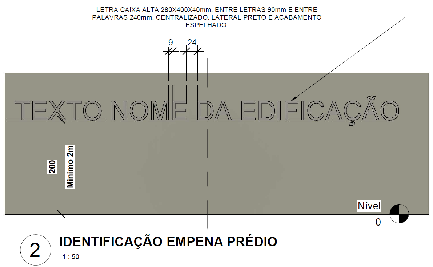 LETRA CAIXA ALTA 280X400X40mm, ENTRE LETRAS 90mm E ENTRE
PALAVRAS 240mm, CENTRALIZADO, LATERAL PRETO E ACABAMENTO
ESPELHADO
9 24
TEXTO NOME DA EDIFICAÇÃO
200
Mínimo 2m
Nível
0
2 IDENTIFICAÇÃO EMPENA PRÉDIO
1 : 50